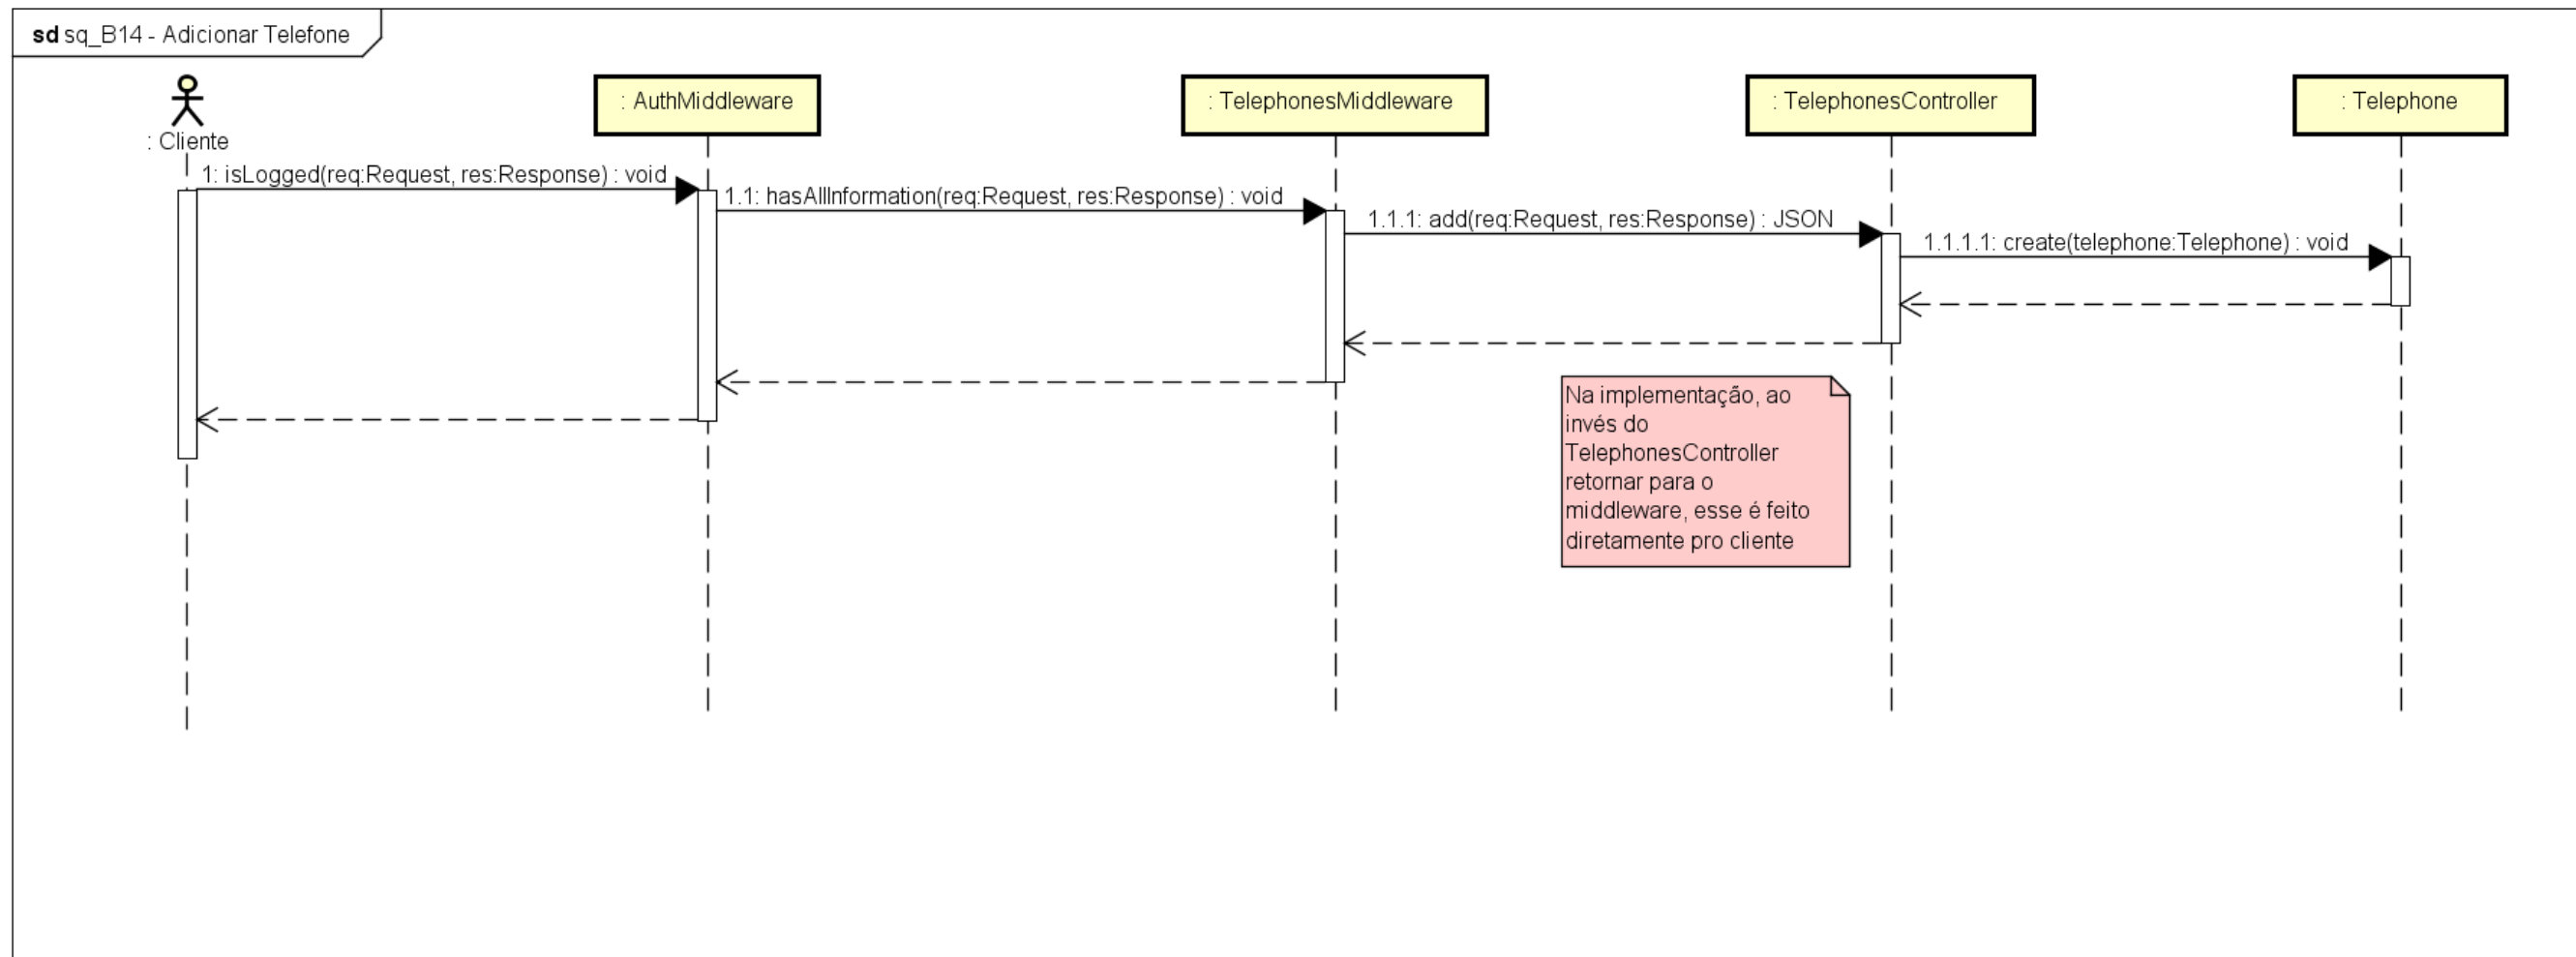 sd sq_B14 - Adicionar Telefone
: Cliente
: AuthMiddleware
: TelephonesMiddleware
: TelephonesController
: Telephone
1: isLogged(req:Request, res:Response) : void
1.1: hasAllInformation(req:Request, res:Response) : void
1.1.1: add(req:Request, res:Response) : JSON
1.1.1.1: create(telephone:Telephone) : void
Na implementação, ao
invés do
TelephonesController
retornar para o
middleware, esse é feito
diretamente pro cliente